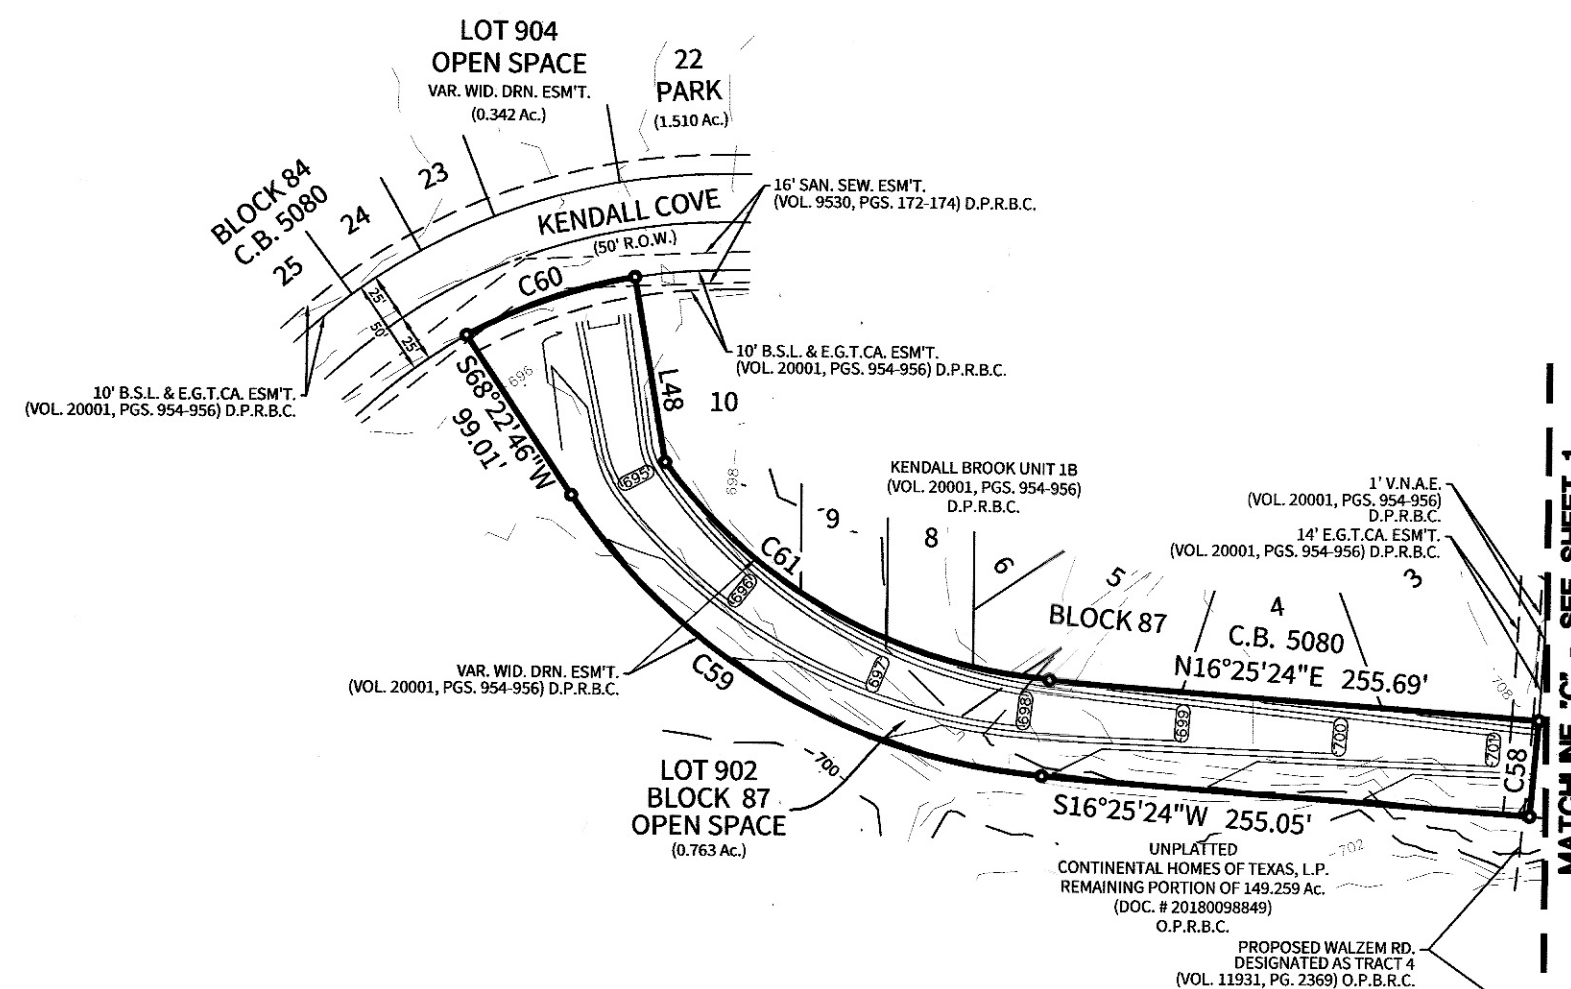 LOT 904
OPEN SPACE
VAR. WID. DRN. ESM'T.
(0.342 Ac.)
22
PARK
(1.510 Ac.)
BLOCK 84
C.B. 5080
23
24
25
KENDALL COVE
(50' R.O.W.)
16' SAN. SEW. ESM'T.
(VOL. 9530, PGS. 172-174) D.P.R.B.C.
C60
25'
50'
25'
10' B.S.L. & E.G.T.CA. ESM'T.
(VOL. 20001, PGS. 954-956) D.P.R.B.C.
10' B.S.L. & E.G.T.CA. ESM'T.
(VOL. 20001, PGS. 954-956) D.P.R.B.C.
S68°22'46"W
99.01'
696
L48
10
695
698
KENDALL BROOK UNIT 1B
(VOL. 20001, PGS. 954-956)
D.P.R.B.C.
1' V.N.A.E.
(VOL. 20001, PGS. 954-956)
D.P.R.B.C.
14' E.G.T.CA. ESM'T.
(VOL. 20001, PGS. 954-956) D.P.R.B.C.
9
8
6
5
4
3
C61
BLOCK 87
C.B. 5080
N16°25'24"E 255.69'
696
697
698
699
700
701
708
C58
VAR. WID. DRN. ESM'T.
(VOL. 20001, PGS. 954-956) D.P.R.B.C.
C59
700
LOT 902
BLOCK 87
OPEN SPACE
(0.763 Ac.)
S16°25'24"W 255.05'
702
UNPLATTED
CONTINENTAL HOMES OF TEXAS, L.P.
REMAINING PORTION OF 149.259 Ac.
(DOC. # 20180098849)
O.P.R.B.C.
PROPOSED WALZEM RD.
DESIGNATED AS TRACT 4
(VOL. 11931, PG. 2369) O.P.B.R.C.
MATCHLINE "C" - SEE SHEET 1